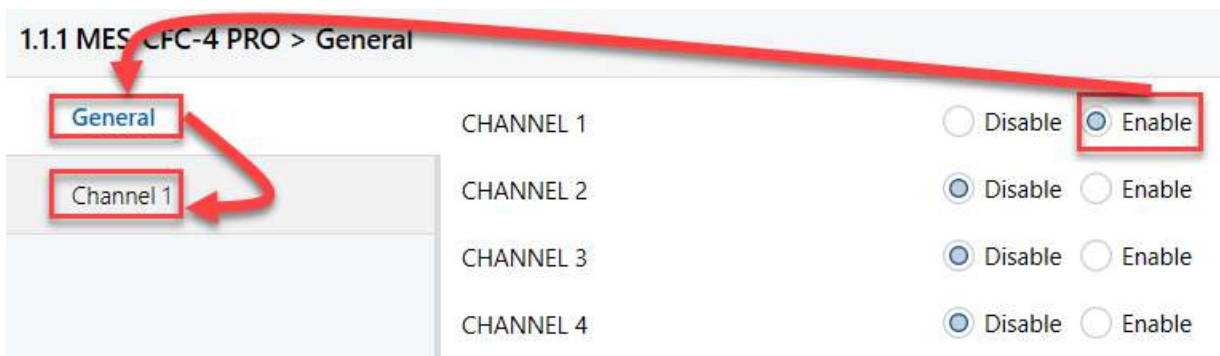 1.1.1 MES-CFC-4 PRO > General
General
CHANNEL 1 Disable Enable
Channel 1
CHANNEL 2 Disable Enable
CHANNEL 3 Disable Enable
CHANNEL 4 Disable Enable